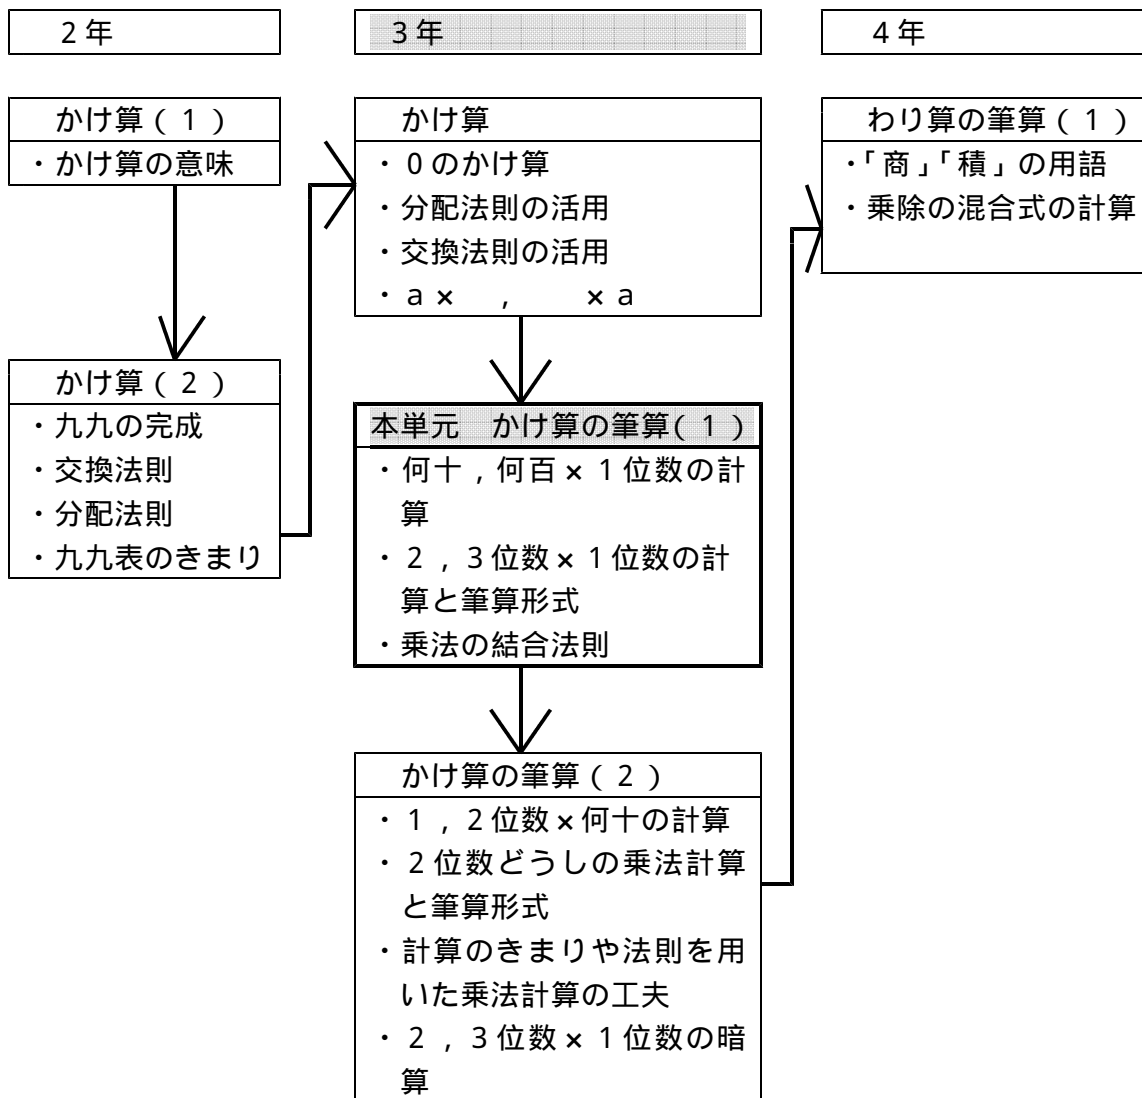 ２年
３年
４年
かけ算（１）
・かけ算の意味
かけ算（２）
・九九の完成
・交換法則
・分配法則
・九九表のきまり
かけ算
・０のかけ算
・分配法則の活用
・交換法則の活用
・ａ×　，　×ａ
本単元　かけ算の筆算（１）
・何十，何百×１位数の計
算
・２，３位数×１位数の計
算と筆算形式
・乗法の結合法則
かけ算の筆算（２）
・１，２位数×何十の計算
・２位数どうしの乗法計算
と筆算形式
・計算のきまりや法則を用
いた乗法計算の工夫
・２，３位数×１位数の暗
算
わり算の筆算（１）
・「商」「積」の用語
・乗除の混合式の計算